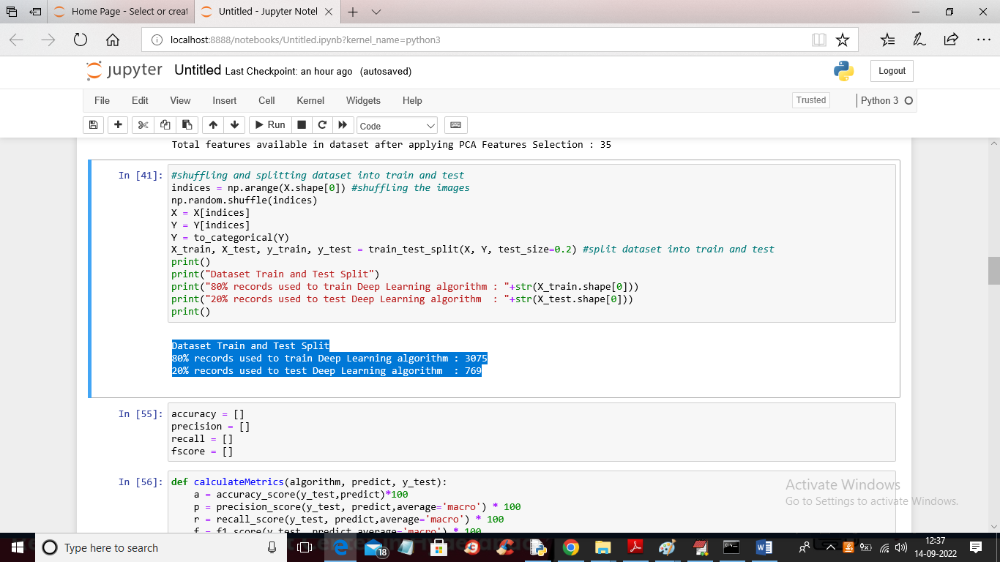 Home Page - Select or creat
Untitled - Jupyter Notel
localhost:8888/notebooks/Untitled.ipynb?kernel_name=python3
jupyter Untitled Last Checkpoint: an hour ago (autosaved)
Logout
File Edit View Insert Cell Kernel Widgets Help
Trusted
Python 3
Run
Code
Total features available in dataset after applying PCA Features Selection : 35
In [41]:
#shuffling and splitting dataset into train and test
indices = np.arange(X.shape[0]) #shuffling the images
np.random.shuffle(indices)
X = X[indices]
Y = Y[indices]
Y = to_categorical(Y)
X_train, X_test, y_train, y_test = train_test_split(X, Y, test_size=0.2) #split dataset into train and test
print()
print("Dataset Train and Test Split")
print("80% records used to train Deep Learning algorithm : "+str(X_train.shape[0]))
print("20% records used to test Deep Learning algorithm  : "+str(X_test.shape[0]))
print()
Dataset Train and Test Split
80% records used to train Deep Learning algorithm : 3075
20% records used to test Deep Learning algorithm  : 769
In [55]:
accuracy = []
precision = []
recall = []
fscore = []
In [56]:
def calculateMetrics(algorithm, predict, y_test):
    a = accuracy_score(y_test,predict)*100
    p = precision_score(y_test, predict,average='macro') * 100
    r = recall_score(y_test, predict,average='macro') * 100
    f = f1_score(y_test, predict,average='macro') * 100
Activate Windows
Go to Settings to activate Windows.
Type here to search
18
12:37
14-09-2022